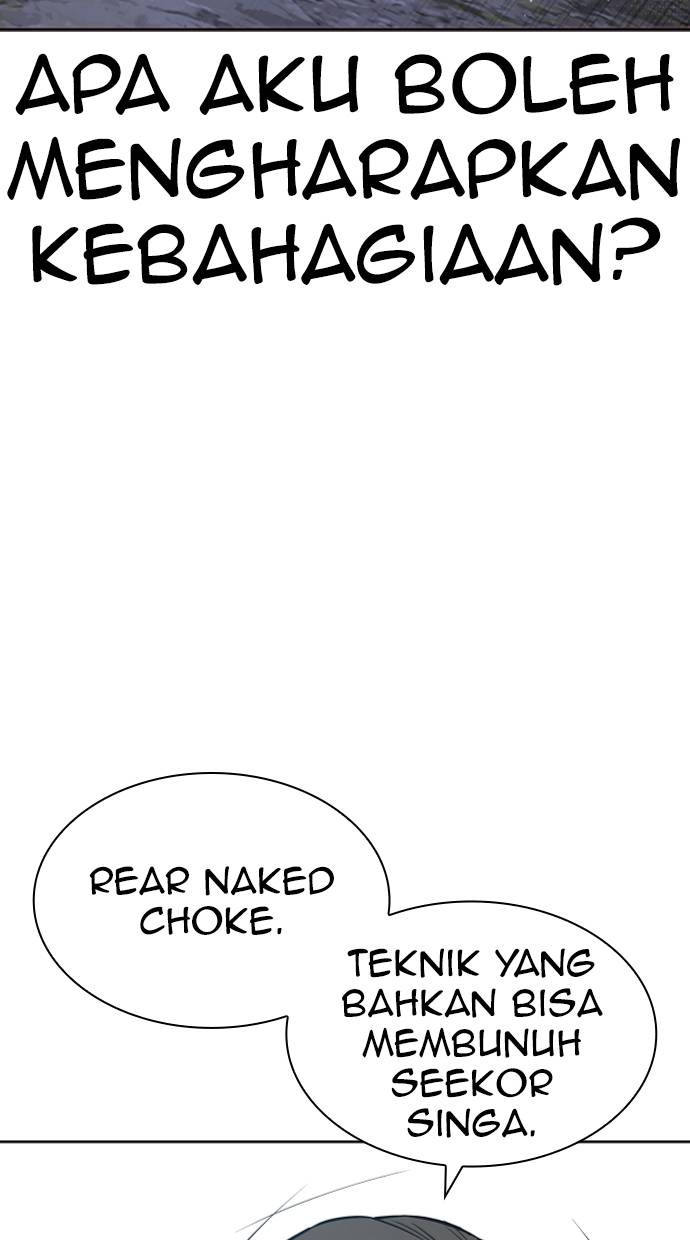 APA AKU BOLEH
MENGHARAPKAN
KEBAHAGIAAN?
REAR NAKED
CHOKE.
TEKNIK YANG
BAHKAN BISA
MEMBUNUH
SEEKOR
SINGA.